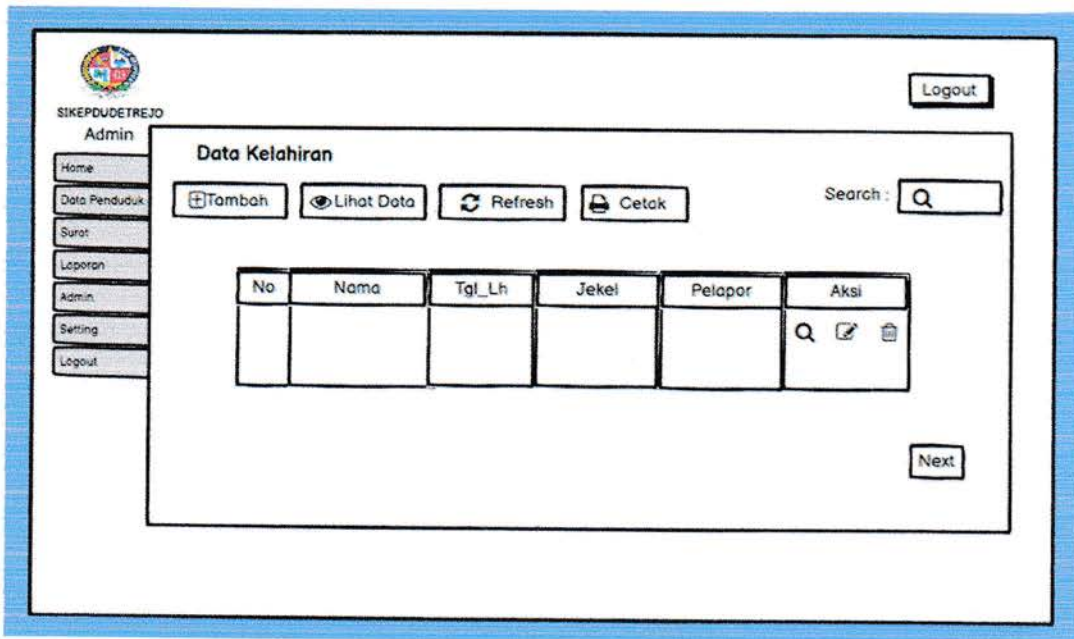 Logout
SIKEPDUDETREJO
Admin
Home
Data Penduduk
Surat
Laporan
Admin
Setting
Logout
Data Kelahiran
Tambah
Lihat Data
Refresh
Cetak
Search :
No Nama Tgl_Lh Jekel Pelapor Aksi
Next